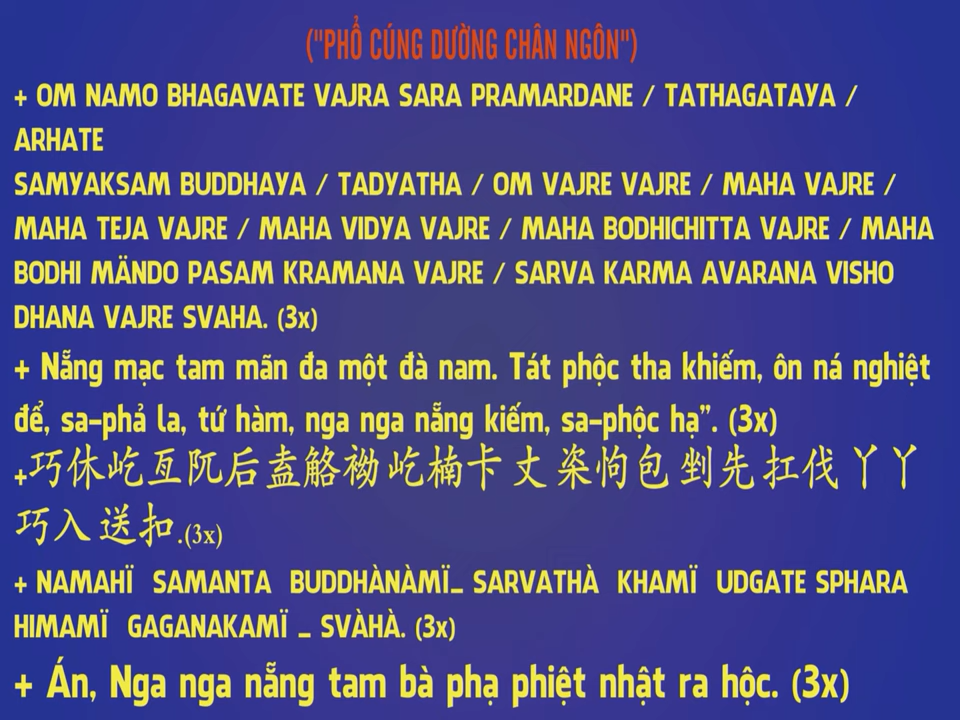 ("PHỔ CÚNG DƯỜNG CHÂN NGÔN")
+ OM NAMO BHAGAVATE VAJRA SARA PRAMARDANE / TATHAGATAYA /
ARHATE
SAMYAKSAM BUDDHAYA / TADYATHA / OM VAJRE VAJRE / MAHA VAJRE /
MAHA TEJA VAJRE / MAHA VIDYA VAJRE / MAHA BODHICHITTA VAJRE / MAHA
BODHI MÄNDO PASAM KRAMANA VAJRE / SARVA KARMA AVARANA VISHO
DHANA VAJRE SVAHA. (3x)
+ Nẵng mạc tam mãn đa một đà nam. Tát phộc tha khiếm, ôn ná nghiệt
để, sa-phả la, tứ hàm, nga nga nẵng kiếm, sa-phộc hạ”. (3x)
+巧休屹亙阢后盍觡袎屹楠卡丈粢怐包剉先扛伐丫丫
巧入送扣.(3x)
+ NAMAHÏ SAMANTA BUDDHÀNÀMÏ_ SARVATHÀ KHAMÏ UDGATE SPHARA
HIMAMÏ GAGANAKAMÏ _ SVÀHÀ. (3x)
+ Án, Nga nga nẵng tam bà phạ phiệt nhật ra hộc. (3x)